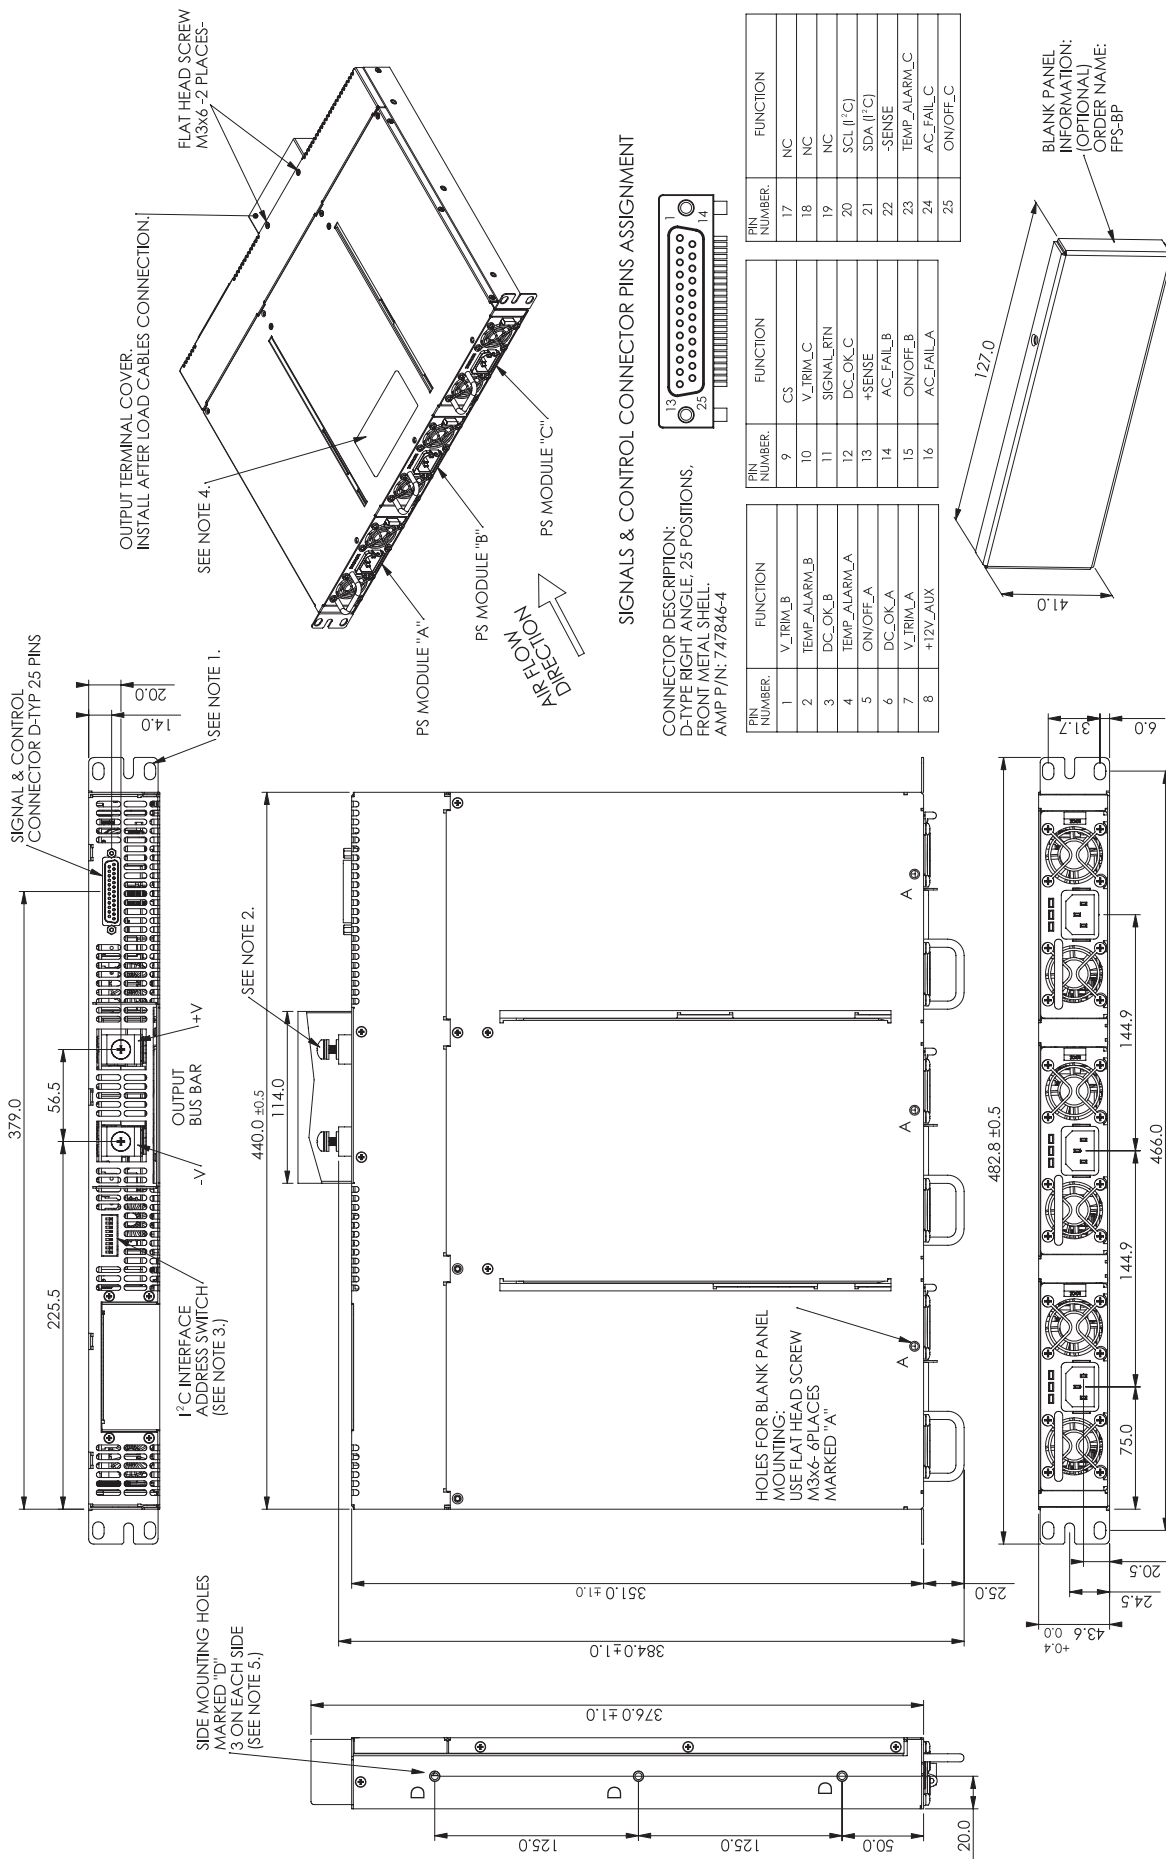 SIGNAL & CONTROL
CONNECTOR D-TYP 25 PINS
379.0
225.5
56.5
14.0
20.0
SEE NOTE 1.
I²C INTERFACE
ADDRESS SWITCH
(SEE NOTE 3.)
-V
OUTPUT
BUS BAR
+V
OUTPUT TERMINAL COVER.
INSTALL AFTER LOAD CABLES CONNECTION.
FLAT HEAD SCREW
M3x6 -2 PLACES-
SEE NOTE 4.
PS MODULE "A"
PS MODULE "B"
PS MODULE "C"
AIR FLOW
DIRECTION
SIDE MOUNTING HOLES
MARKED "D"
3 ON EACH SIDE
(SEE NOTE 5.)
376.0 ±1.0
D
D
D
125.0
125.0
50.0
20.0
440.0 ±0.5
114.0
SEE NOTE 2.
384.0 ±1.0
351.0 ±1.0
25.0
HOLES FOR BLANK PANEL
MOUNTING:
USE FLAT HEAD SCREW
M3x6- 6PLACES
MARKED "A"
A
A
A
482.8 ±0.5
43.6 +0.4 0.0
24.5
20.5
75.0
144.9
144.9
466.0
31.7
6.0
SIGNALS & CONTROL CONNECTOR PINS ASSIGNMENT
CONNECTOR DESCRIPTION:
D-TYPE RIGHT ANGLE, 25 POSITIONS,
FRONT METAL SHELL.
AMP P/N: 747846-4
13
1
25
14
PIN NUMBER. FUNCTION
1 V_TRIM_B
2 TEMP_ALARM_B
3 DC_OK_B
4 TEMP_ALARM_A
5 ON/OFF_A
6 DC_OK_A
7 V_TRIM_A
8 +12V_AUX
PIN NUMBER. FUNCTION
9 CS
10 V_TRIM_C
11 SIGNAL_RTN
12 DC_OK_C
13 +SENSE
14 AC_FAIL_B
15 ON/OFF_B
16 AC_FAIL_A
PIN NUMBER. FUNCTION
17 NC
18 NC
19 NC
20 SCL (I²C)
21 SDA (I²C)
22 -SENSE
23 TEMP_ALARM_C
24 AC_FAIL_C
25 ON/OFF_C
127.0
41.0
BLANK PANEL
INFORMATION:
(OPTIONAL)
ORDER NAME:
FPS-BP